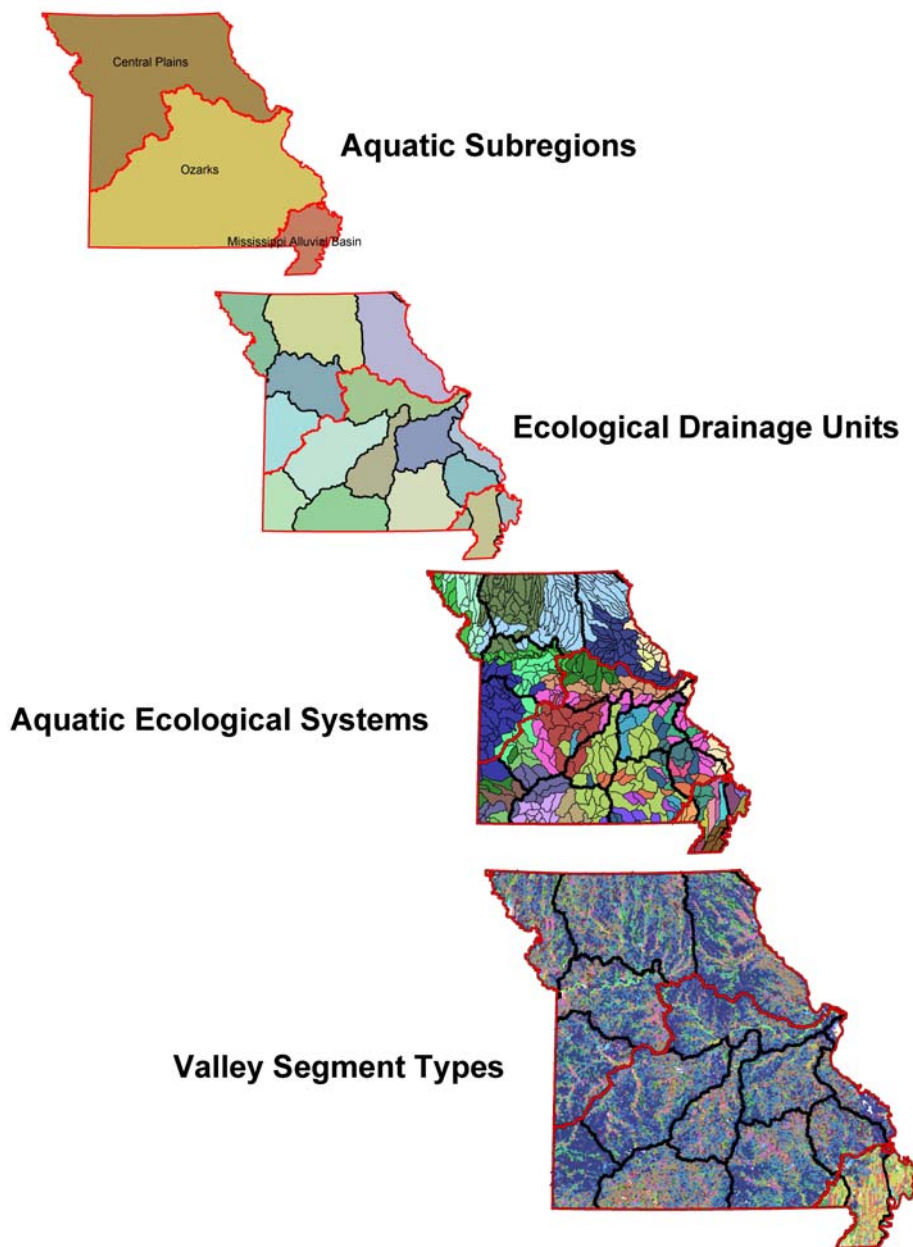 Central Plains
Aquatic Subregions
Ozarks
Mississippi Alluvial Basin
Ecological Drainage Units
Aquatic Ecological Systems
Valley Segment Types